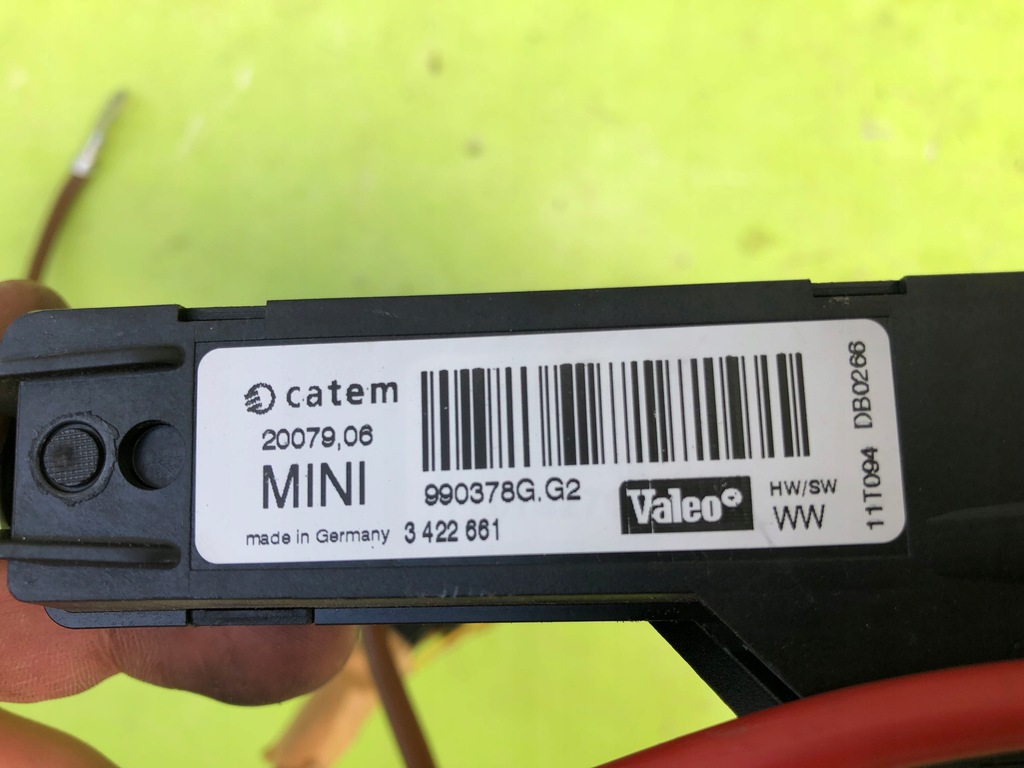 catem
20079,06
MINI
made in Germany
990378G.G2
3 422 661
Valeo
HW/SW
WW
11T094 DB0266